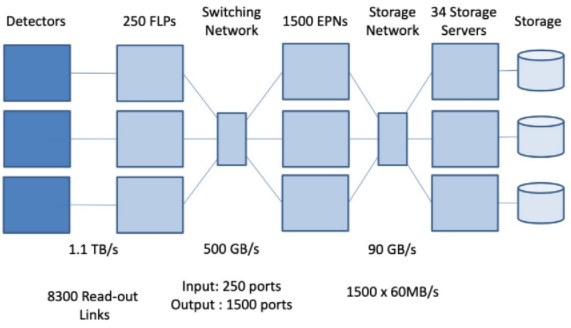 Detectors
250 FLPs
Switching
Network
1500 EPNs
Storage
Network
34 Storage
Servers
Storage
1.1 TB/s
500 GB/s
90 GB/s
8300 Read-out
Links
Input: 250 ports
Output : 1500 ports
1500 x 60MB/s